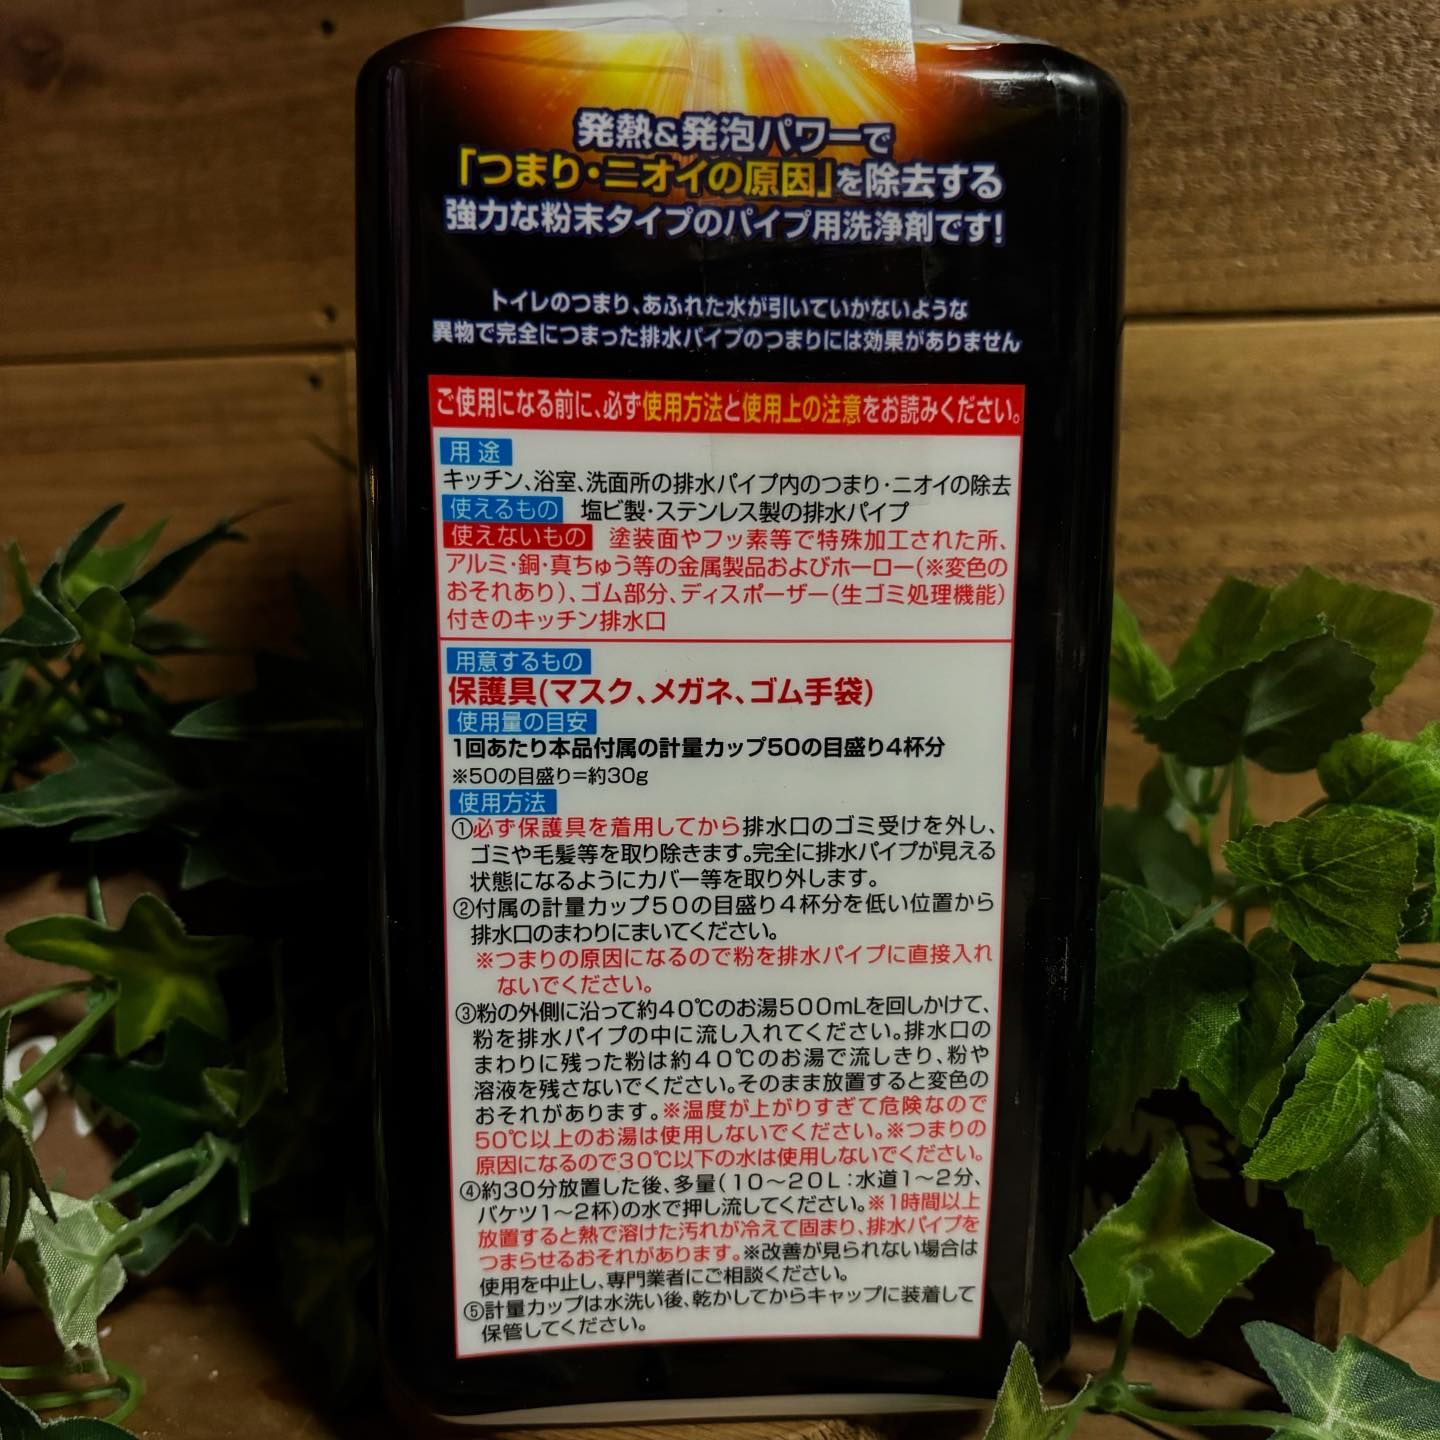 発熱&発泡パワーで
「つまり・ニオイの原因」を除去する
強力な粉末タイプのパイプ用洗浄剤です!
トイレのつまり、あふれた水が引いていかないような
異物で完全につまった排水パイプのつまりには効果がありません
ご使用になる前に、必ず使用方法と使用上の注意をお読みください。
用途
キッチン、浴室、洗面所の排水パイプ内のつまり・ニオイの除去
使えるもの 塩ビ製・ステンレス製の排水パイプ
使えないもの 塗装面やフッ素等で特殊加工された所、
アルミ・銅・真ちゅう等の金属製品およびホーロー(※変色の
おそれあり)、ゴム部分、ディスポーザー(生ゴミ処理機能)
付きのキッチン排水口
用意するもの
保護具(マスク、メガネ、ゴム手袋)
使用量の目安
1回あたり本品付属の計量カップ50の目盛り4杯分
※50の目盛り=約30g
使用方法
①必ず保護具を着用してから排水口のゴミ受けを外し、
ゴミや毛髪等を取り除きます。完全に排水パイプが見える
状態になるようにカバー等を取り外します。
②付属の計量カップ50の目盛り4杯分を低い位置から
排水口のまわりにまいてください。
※つまりの原因になるので粉を排水パイプに直接入れ
ないでください。
③粉の外側に沿って約40℃のお湯500mLを回しかけて、
粉を排水パイプの中に流し入れてください。排水口の
まわりに残った粉は約40℃のお湯で流しきり、粉や
溶液を残さないでください。そのまま放置すると変色の
おそれがあります。※温度が上がりすぎて危険なので
50℃以上のお湯は使用しないでください。※つまりの
原因になるので30℃以下の水は使用しないでください。
④約30分放置した後、多量(10〜20L:水道1〜2分、
バケツ1〜2杯)の水で押し流してください。※1時間以上
放置すると熱で溶けた汚れが冷えて固まり、排水パイプを
つまらせるおそれがあります。※改善が見られない場合は
使用を中止し、専門業者にご相談ください。
⑤計量カップは水洗い後、乾かしてからキャップに装着して
保管してください。